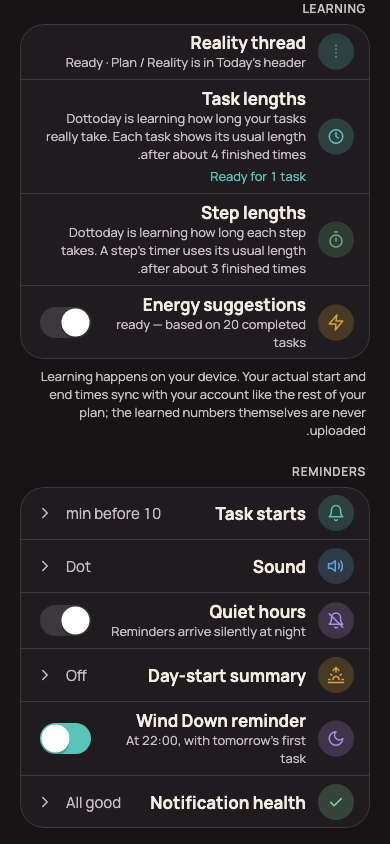 LEARNING
Reality thread
Ready · Plan / Reality is in Today's header
Task lengths
Dottoday is learning how long your tasks
really take. Each task shows its usual length
.after about 4 finished times
Ready for 1 task
Step lengths
Dottoday is learning how long each step
takes. A step's timer uses its usual length
.after about 3 finished times
Energy suggestions
ready — based on 20 completed
tasks
Learning happens on your device. Your actual start and
end times sync with your account like the rest of your
plan; the learned numbers themselves are never
.uploaded
REMINDERS
Task starts
min before 10
Sound
Dot
Quiet hours
Reminders arrive silently at night
Day-start summary
Off
Wind Down reminder
At 22:00, with tomorrow's first
task
Notification health
All good